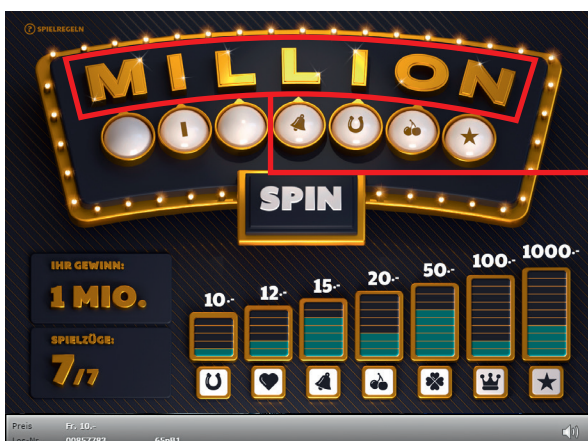 ? SPIELREGELN
MILLION
I
SPIN
IHR GEWINN:
1 MIO.
SPIELZÜGE:
7/7
10.- 12.- 15.- 20.- 50.- 100.- 1000.-
Preis Fr. 10.-